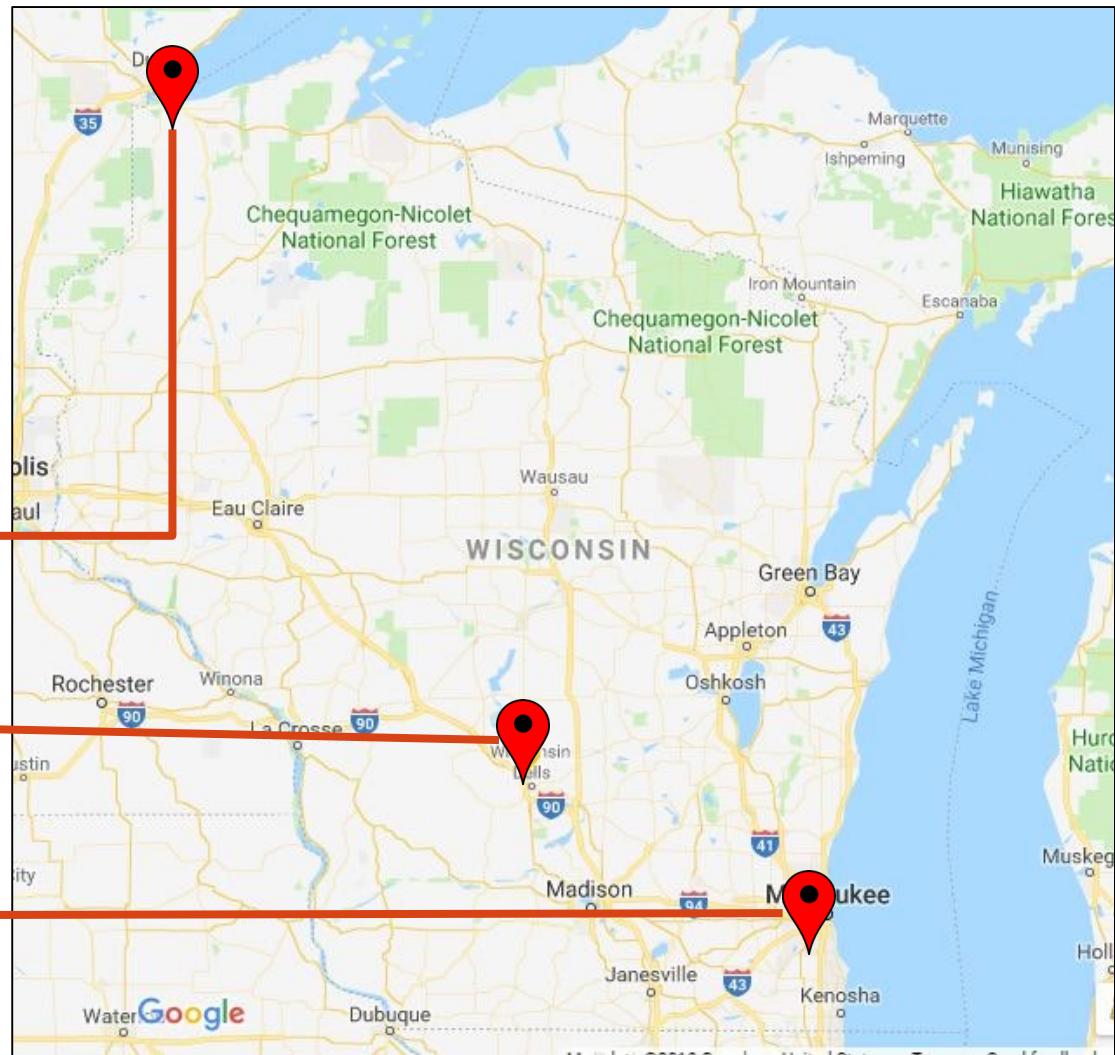 35
Marquette
Ishpeming
Munising
Hiawatha
National Fores
Chequamegon-Nicolet
National Forest
Iron Mountain
Escanaba
Chequamegon-Nicolet
National Forest
olis
aul
Wausau
Eau Claire
WISCONSIN
Green Bay
43
Appleton
Oshkosh
Lake Michigan
Rochester
90
Winona
La Crosse
90
ustin
90
Huro
Natio
41
Muskeg
ity
Madison
94
Janesville
43
Kenosha
Holl
Water
Google
Dubuque